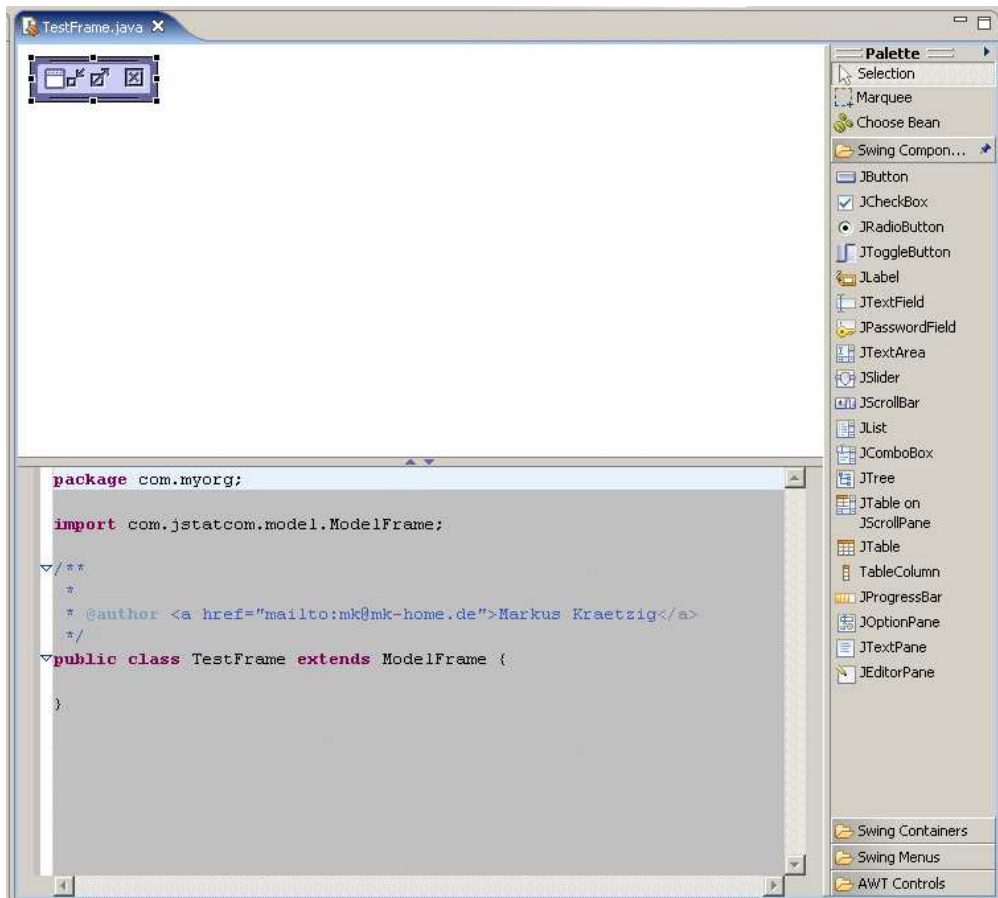 TestFrame.java
Palette
Selection
Marquee
Choose Bean
Swing Compon...
JButton
JCheckBox
JRadioButton
JToggleButton
JLabel
JTextField
JPasswordField
JTextArea
JSlider
JScrollBar
JList
JComboBox
JTree
JTable on
JScrollPane
JTable
TableColumn
JProgressBar
JOptionPane
JTextPane
JEditorPane
Swing Containers
Swing Menus
AWT Controls
package com.myorg;
import com.jstatcom.model.ModelFrame;
/**
*
* @author <a href="mailto:mk@mk-home.de">Markus Kraetzig</a>
*/
public class TestFrame extends ModelFrame {
}